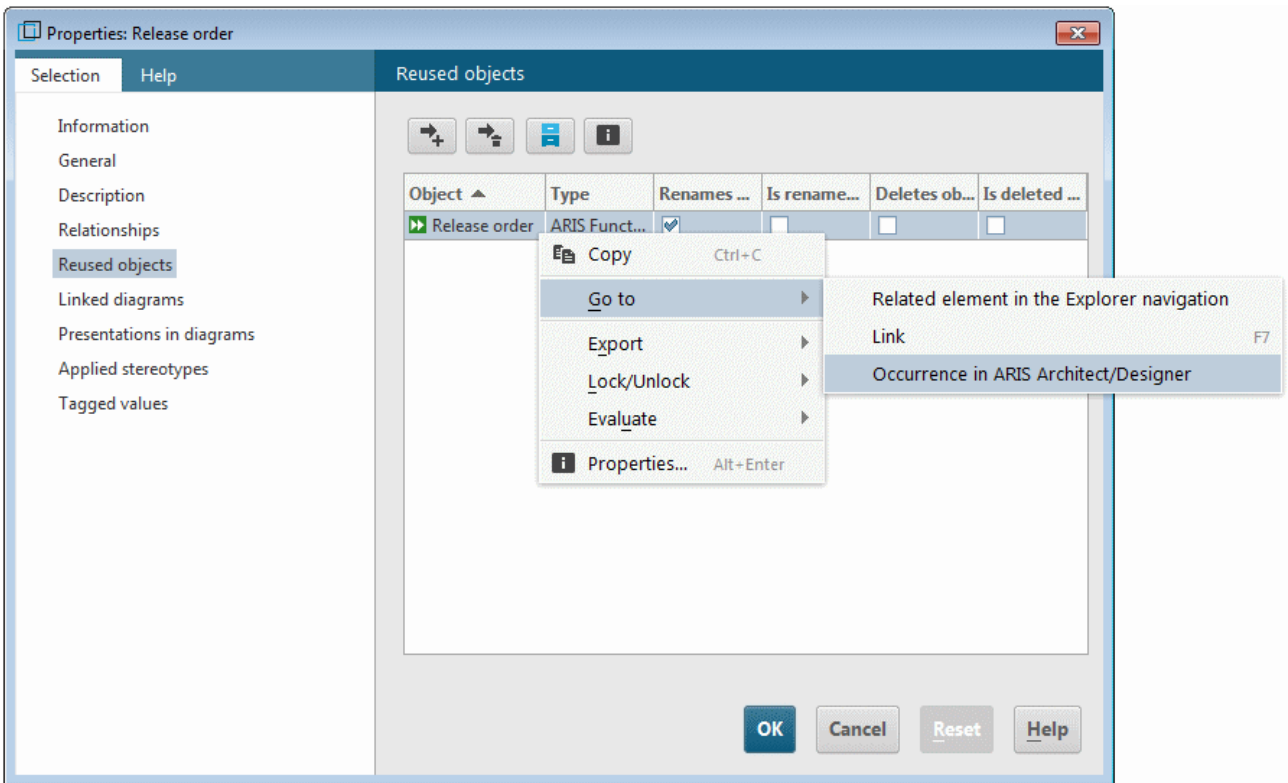 Properties: Release order
Selection
Help
Reused objects
Information
General
Description
Relationships
Reused objects
Linked diagrams
Presentations in diagrams
Applied stereotypes
Tagged values
Object Type Renames ... Is rename... Deletes ob... Is deleted ...
Release order ARIS Funct...
Copy Ctrl+C
Go to
Export
Lock/Unlock
Evaluate
Properties... Alt+Enter
Related element in the Explorer navigation
Link F7
Occurrence in ARIS Architect/Designer
OK Cancel Reset Help